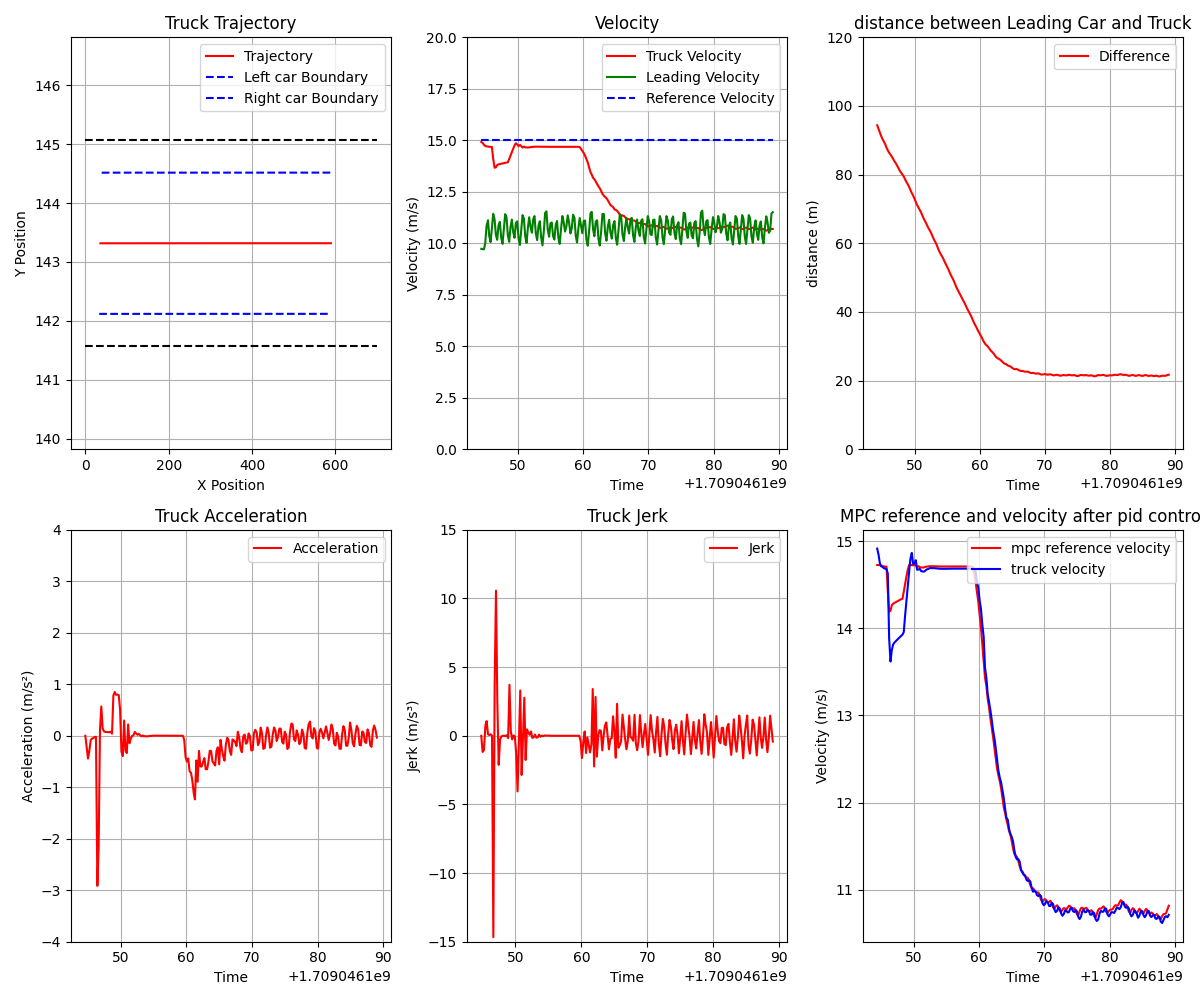 Truck Trajectory
Trajectory
Left car Boundary
Right car Boundary
146
145
144
143
142
141
140
Y Position
0
200
400
600
X Position
Velocity
Truck Velocity
Leading Velocity
Reference Velocity
20.0
17.5
15.0
12.5
10.0
7.5
5.0
2.5
0.0
Velocity (m/s)
50
60
70
80
90
Time
+1.7090461e9
distance between Leading Car and Truck
Difference
120
100
80
60
40
20
0
distance (m)
50
60
70
80
90
Time
+1.7090461e9
Truck Acceleration
Acceleration
4
3
2
1
0
−1
−2
−3
−4
Acceleration (m/s²)
50
60
70
80
90
Time
+1.7090461e9
Truck Jerk
Jerk
15
10
5
0
−5
−10
−15
Jerk (m/s³)
50
60
70
80
90
Time
+1.7090461e9
MPC reference and velocity after pid contro
mpc reference velocity
truck velocity
15
14
13
12
11
Velocity (m/s)
50
60
70
80
90
Time
+1.7090461e9